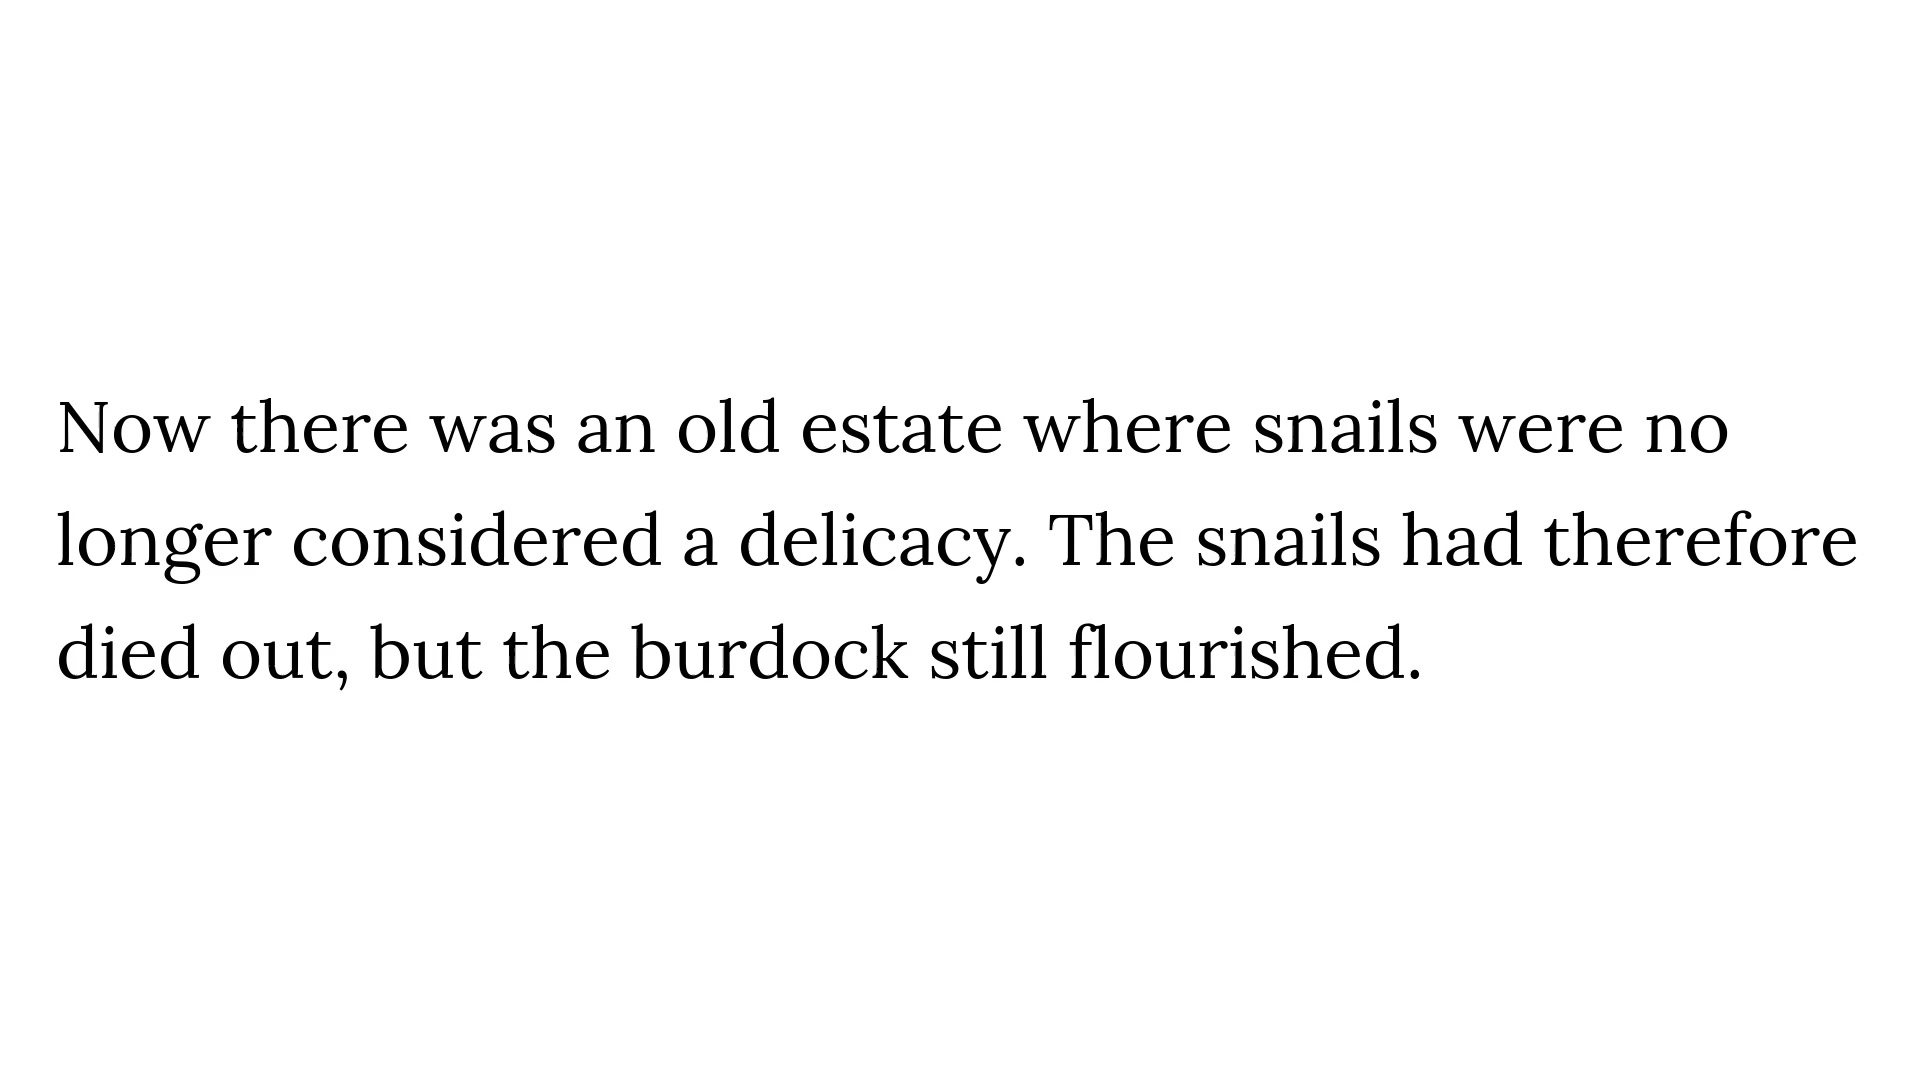 Now there was an old estate where snails were no
longer considered a delicacy. The snails had therefore
died out, but the burdock still flourished.